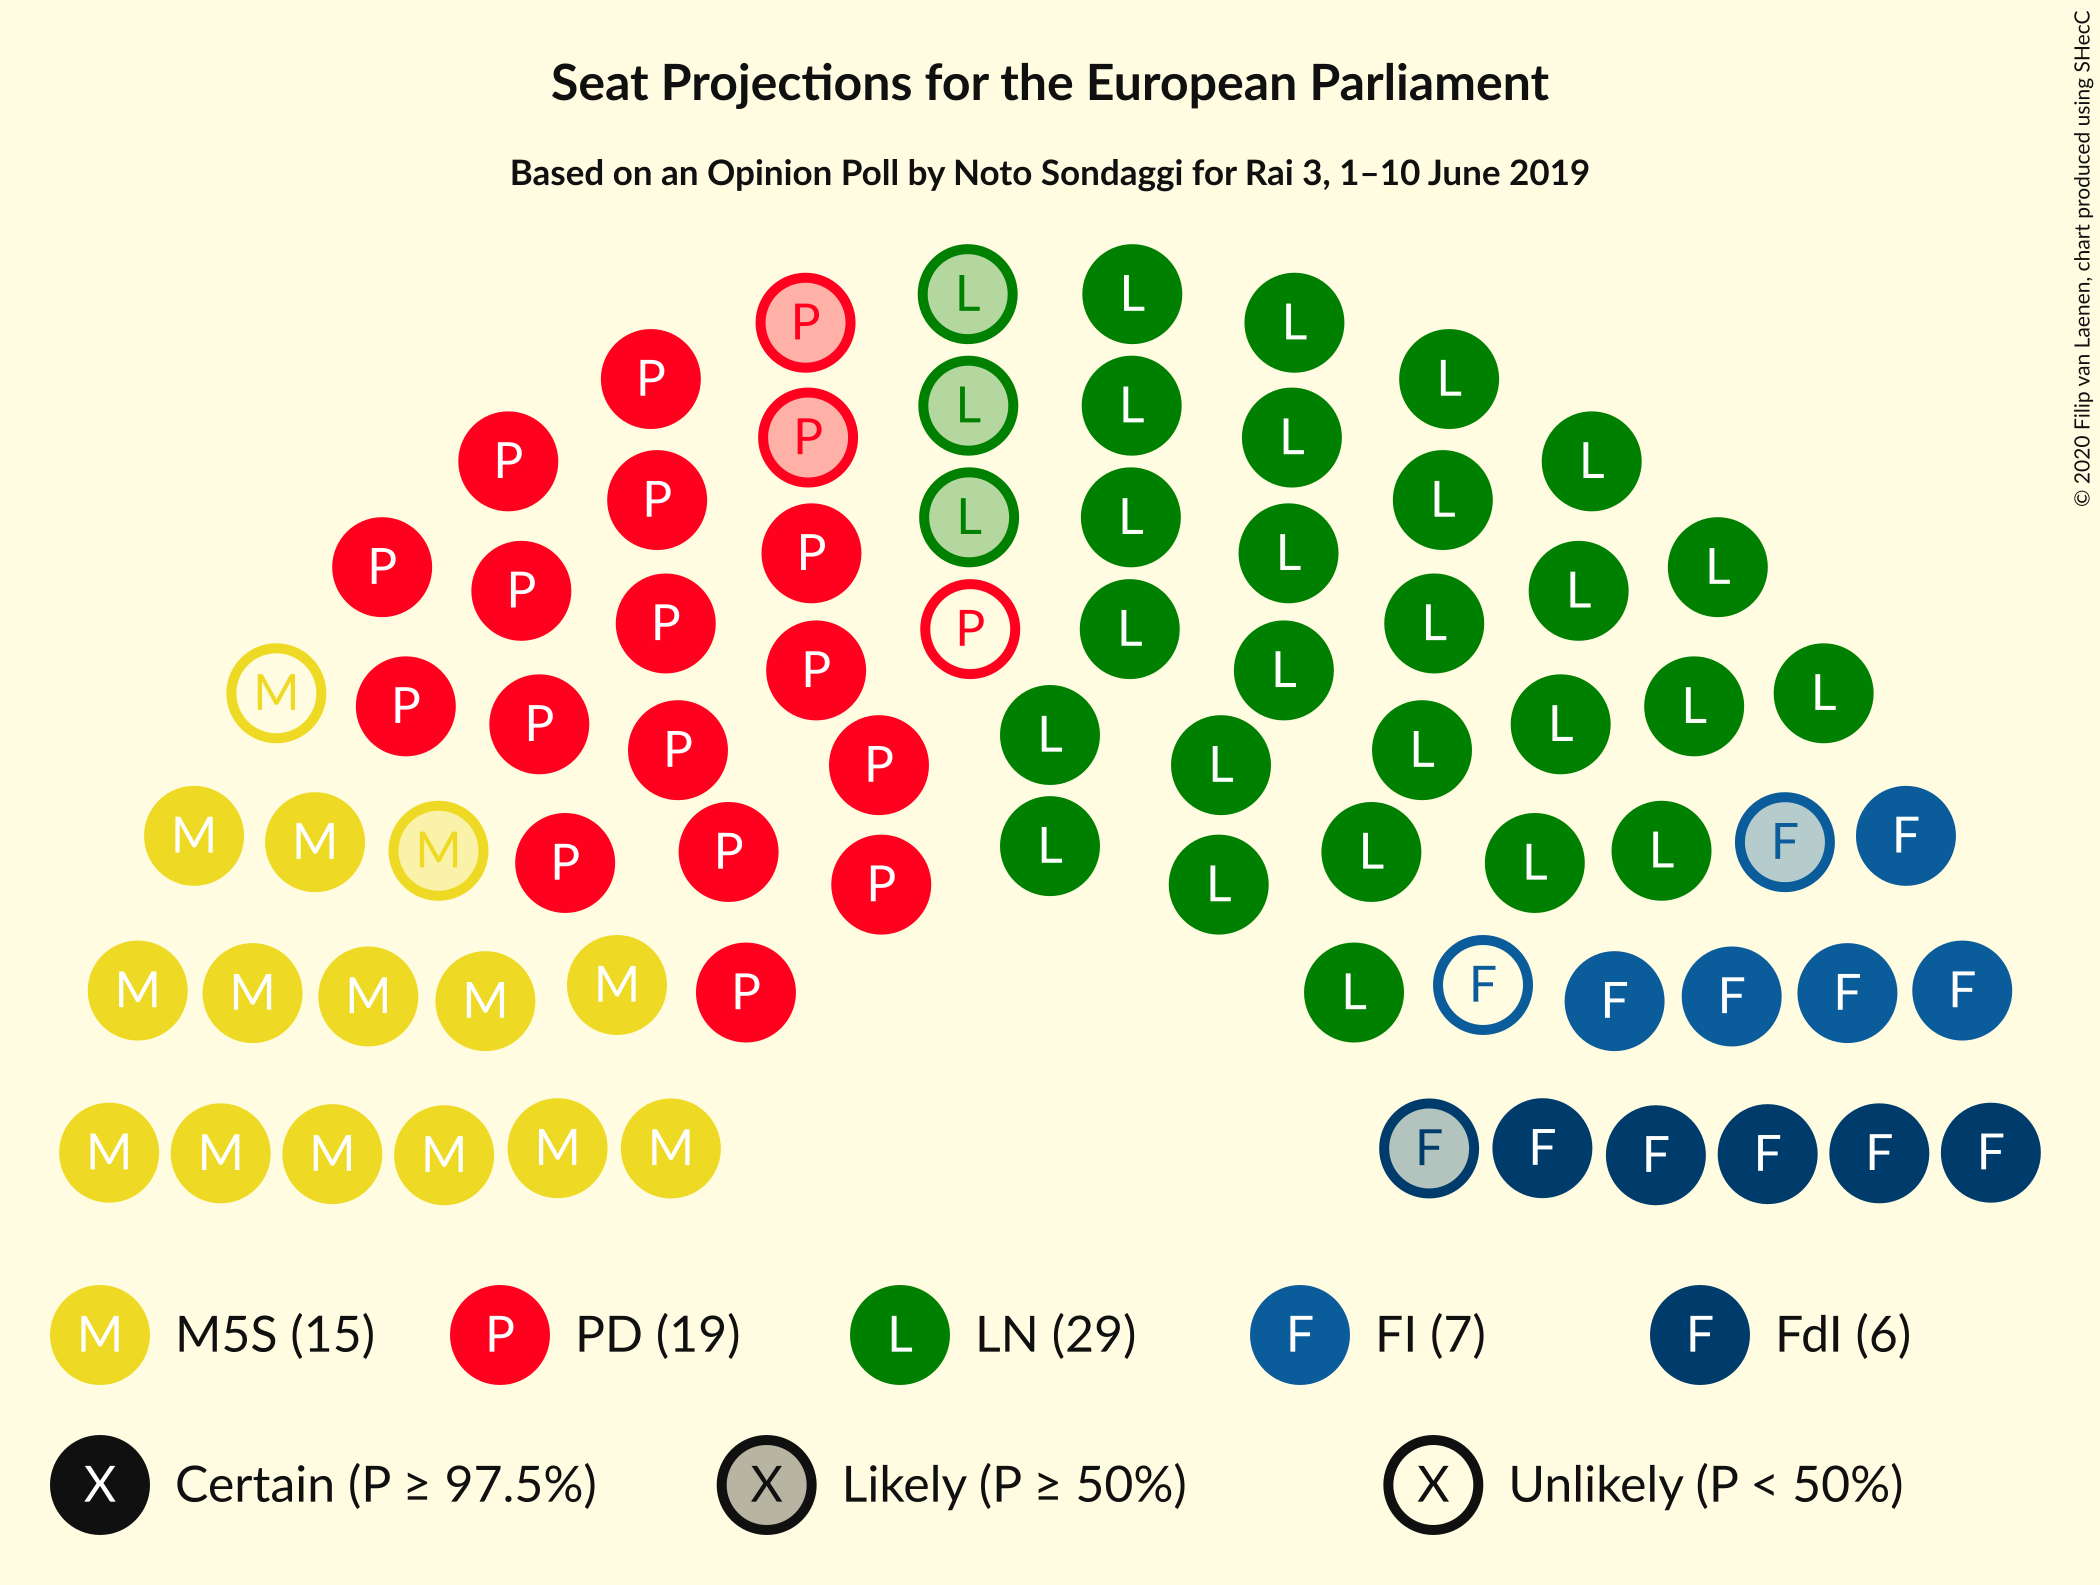 Seat Projections for the European Parliament
Based on an Opinion Poll by Noto Sondaggi for Rai 3, 1–10 June 2019
© 2020 Filip van Laenen, chart produced using SHecC
L L
P L
P L
L L
P L
P L
P L
L L
P L
P L
P L
P L
P L
P L
M L
P L
P L
P L
P L
L L
P L
M F
M F
M L
P L
P L
P L
L
M F
M F
M F
M F
M F
P L
M F
M F
M F
M F
M F
M F
M M5S (15) P PD (19) L LN (29) F FI (7) F FdI (6)
X Certain (P ≥ 97.5%) X Likely (P ≥ 50%) X Unlikely (P < 50%)